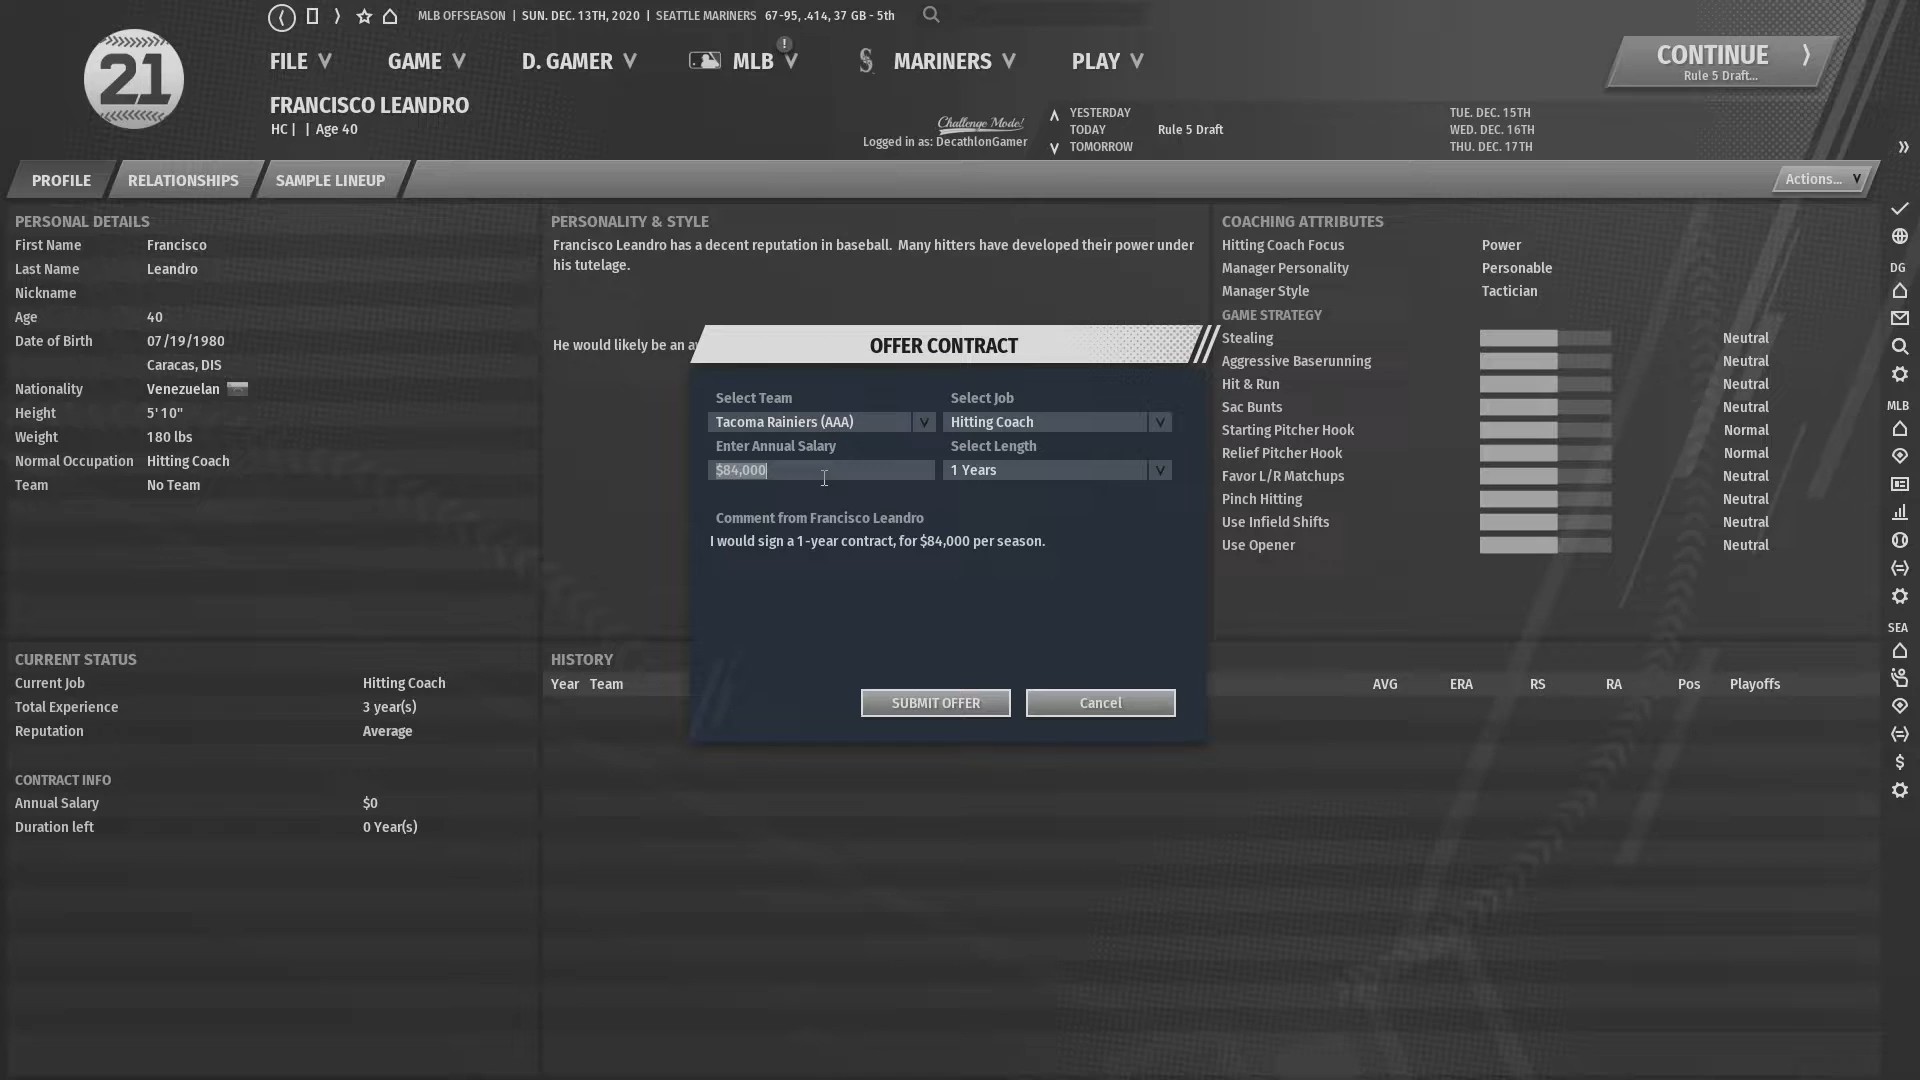 MLB OFFSEASON | SUN. DEC. 13TH, 2020 | SEATTLE MARINERS 67-95, .414, 37 GB - 5th
21
FILE GAME D. GAMER MLB ! MARINERS PLAY
CONTINUE
Rule 5 Draft...
FRANCISCO LEANDRO
HC | | Age 40
Challenge Mode!
Logged in as: DecathlonGamer
YESTERDAY
TODAY Rule 5 Draft
TOMORROW
TUE. DEC. 15TH
WED. DEC. 16TH
THU. DEC. 17TH
PROFILE RELATIONSHIPS SAMPLE LINEUP Actions...
PERSONAL DETAILS
First Name Francisco
Last Name Leandro
Nickname
Age 40
Date of Birth 07/19/1980
Caracas, DIS
Nationality Venezuelan
Height 5' 10"
Weight 180 lbs
Normal Occupation Hitting Coach
Team No Team
PERSONALITY & STYLE
Francisco Leandro has a decent reputation in baseball. Many hitters have developed their power under
his tutelage.
He would likely be an
COACHING ATTRIBUTES
Hitting Coach Focus Power
Manager Personality Personable
Manager Style Tactician
GAME STRATEGY
Stealing Neutral
Aggressive Baserunning Neutral
Hit & Run Neutral
Sac Bunts Neutral
Starting Pitcher Hook Normal
Relief Pitcher Hook Normal
Favor L/R Matchups Neutral
Pinch Hitting Neutral
Use Infield Shifts Neutral
Use Opener Neutral
OFFER CONTRACT
Select Team Select Job
Tacoma Rainiers (AAA) Hitting Coach
Enter Annual Salary Select Length
$84,000 1 Years
Comment from Francisco Leandro
I would sign a 1-year contract, for $84,000 per season.
SUBMIT OFFER Cancel
CURRENT STATUS
Current Job Hitting Coach
Total Experience 3 year(s)
Reputation Average
CONTRACT INFO
Annual Salary $0
Duration left 0 Year(s)
HISTORY
Year Team AVG ERA RS RA Pos Playoffs
DG
MLB
SEA
$